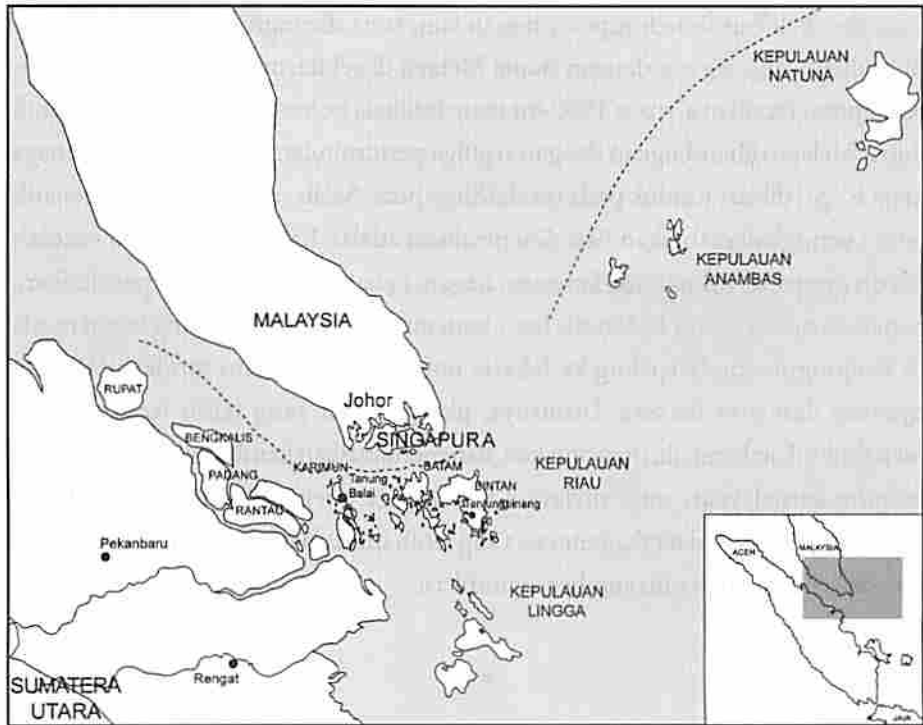 KEPULAUAN
NATUNA
KEPULAUAN
ANAMBAS
MALAYSIA
RUPAT
Johor
SINGAPURA
BENGKALIS
KARIMUN
BATAM
KEPULAUAN
RIAU
PADANG
Tanung
Balai
BINTAN
RANTAU
Tanjungpinang
Pekanbaru
KEPULAUAN
LINGGA
ACEH
MALAYSIA
Rengat
SUMATERA
UTARA